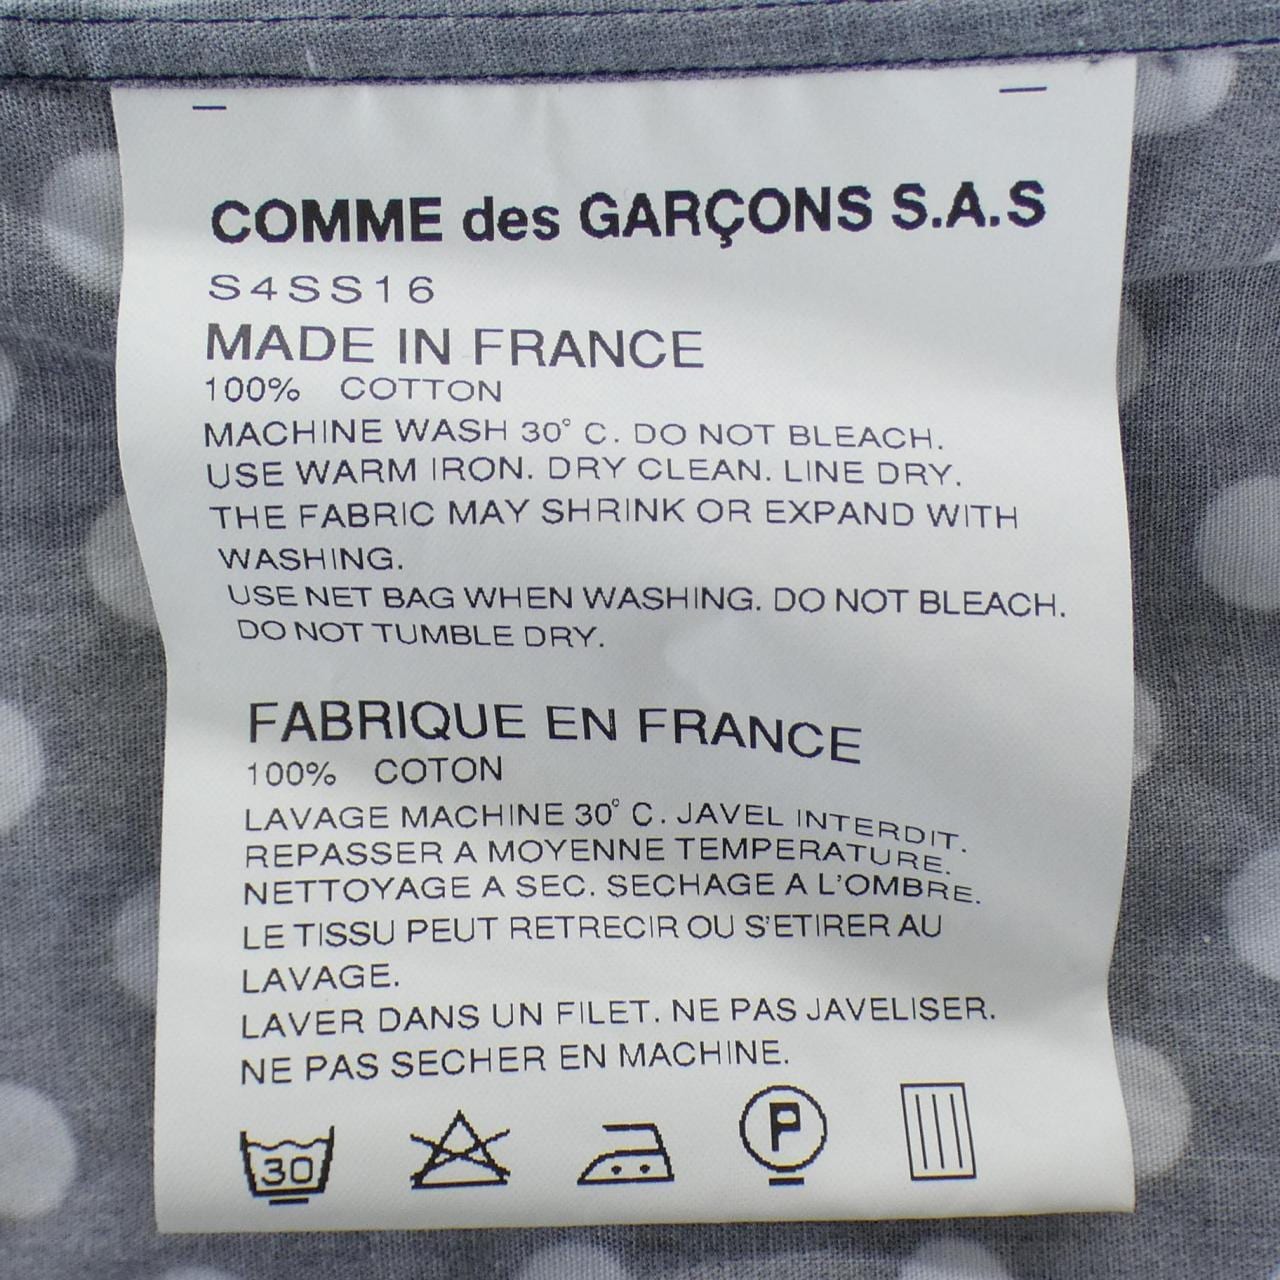 COMME des GARÇONS S.A.S
S4SS16
MADE IN FRANCE
100% COTTON
MACHINE WASH 30° C. DO NOT BLEACH.
USE WARM IRON. DRY CLEAN. LINE DRY.
THE FABRIC MAY SHRINK OR EXPAND WITH
WASHING.
USE NET BAG WHEN WASHING. DO NOT BLEACH.
DO NOT TUMBLE DRY.
FABRIQUE EN FRANCE
100% COTON
LAVAGE MACHINE 30° C. JAVEL INTERDIT.
REPASSER A MOYENNE TEMPERATURE.
NETTOYAGE A SEC. SECHAGE A L'OMBRE.
LE TISSU PEUT RETRECIR OU S'ETIRER AU
LAVAGE.
LAVER DANS UN FILET. NE PAS JAVELISER.
NE PAS SECHER EN MACHINE.
30 P